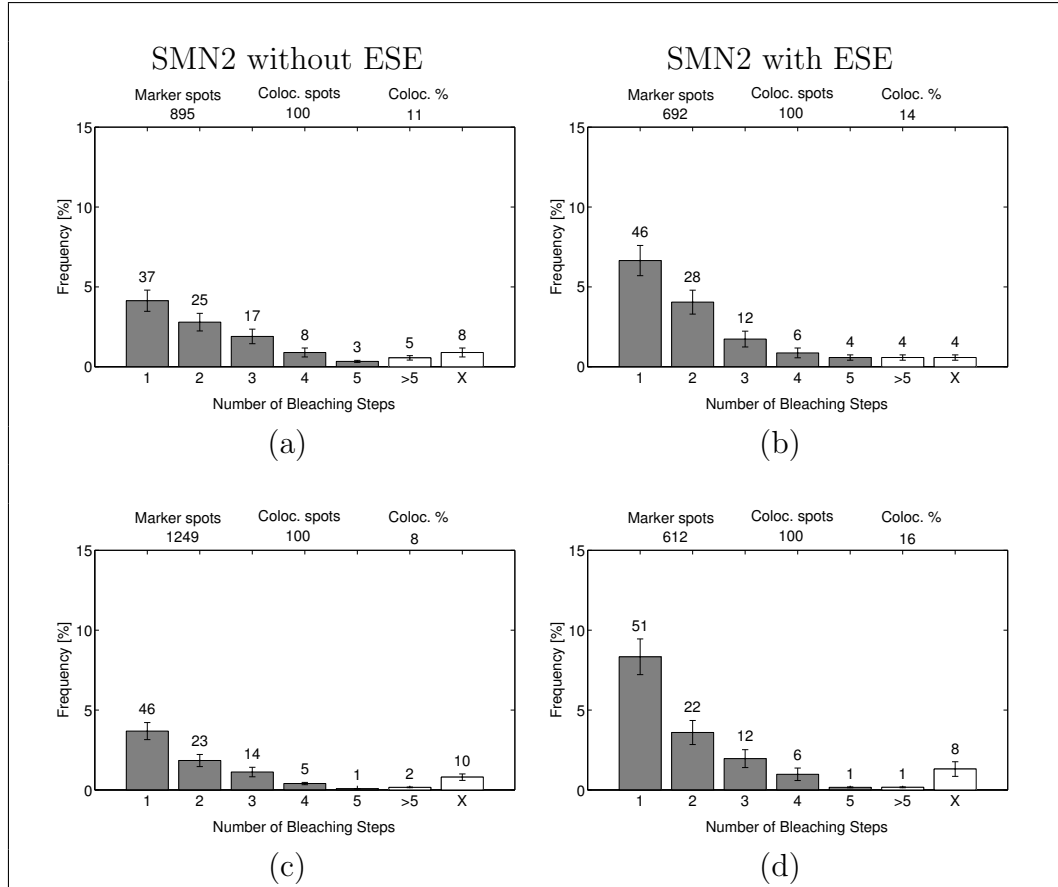 SMN2 without ESE
Marker spots Coloc. spots Coloc. %
895 100 11
15
10
5
0
Frequency [%]
37 25 17 8 3 5 8
1 2 3 4 5 >5 X
Number of Bleaching Steps
(a)
SMN2 with ESE
Marker spots Coloc. spots Coloc. %
692 100 14
15
10
5
0
Frequency [%]
46 28 12 6 4 4 4
1 2 3 4 5 >5 X
Number of Bleaching Steps
(b)
Marker spots Coloc. spots Coloc. %
1249 100 8
15
10
5
0
Frequency [%]
46 23 14 5 1 2 10
1 2 3 4 5 >5 X
Number of Bleaching Steps
(c)
Marker spots Coloc. spots Coloc. %
612 100 16
15
10
5
0
Frequency [%]
51 22 12 6 1 1 8
1 2 3 4 5 >5 X
Number of Bleaching Steps
(d)